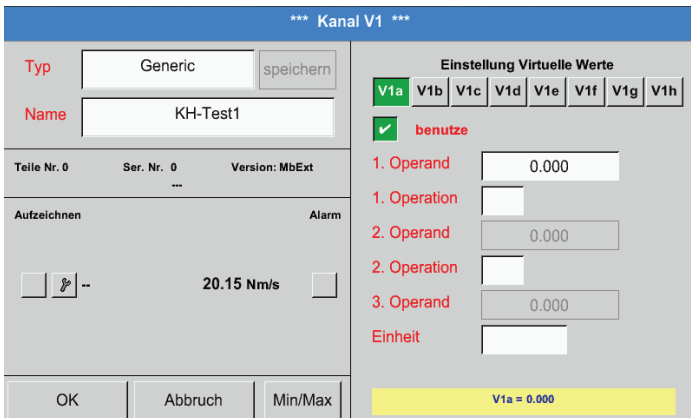 *** Kanal V1 ***
Typ
Generic
speichern
Name
KH-Test1
Teile Nr. 0
Ser. Nr. 0
Version: MbExt
---
Aufzeichnen
Alarm
--
20.15 Nm/s
OK
Abbruch
Min/Max
Einstellung Virtuelle Werte
V1a V1b V1c V1d V1e V1f V1g V1h
benutze
1. Operand
0.000
1. Operation
2. Operand
0.000
2. Operation
3. Operand
0.000
Einheit
V1a = 0.000